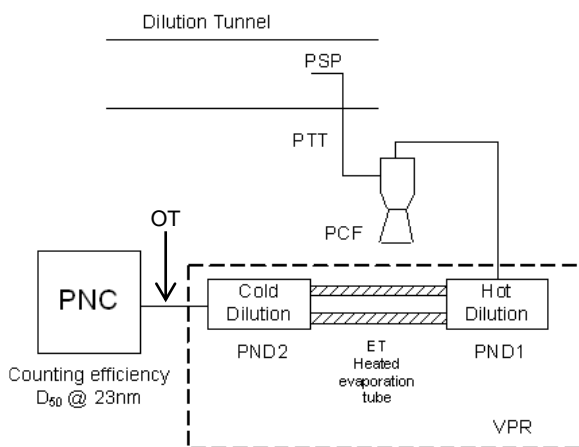 Dilution Tunnel
PSP
PTT
PCF
OT
PNC
Cold
Dilution
Hot
Dilution
PND2
ET
Heated
evaporation
tube
PND1
Counting efficiency
D₅₀ @ 23nm
VPR